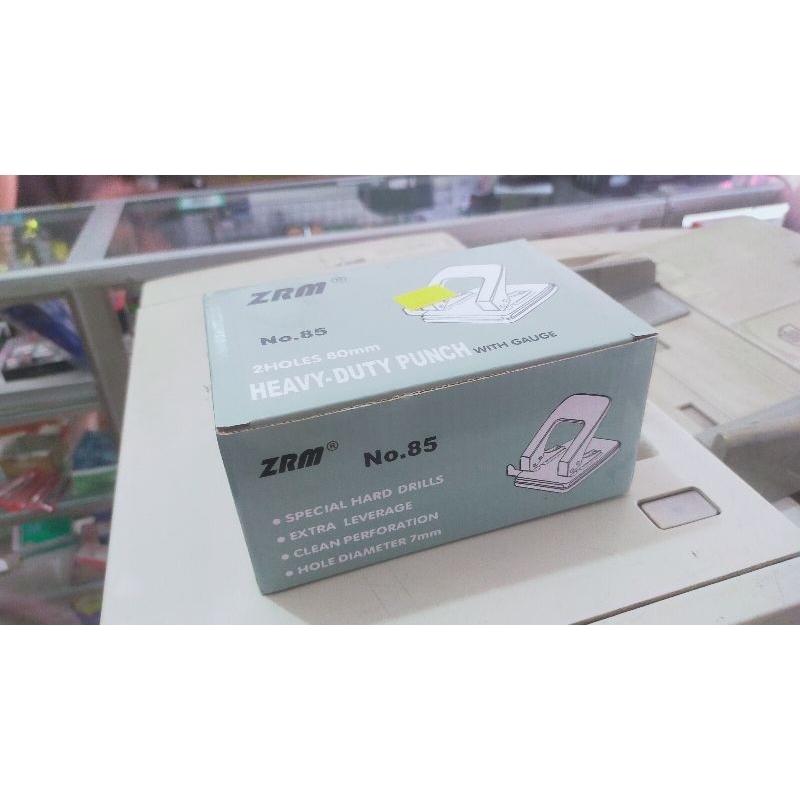 ZRM®
No.85
2HOLES 80mm
HEAVY-DUTY PUNCH WITH GAUGE
ZRM® No.85
• SPECIAL HARD DRILLS
• EXTRA LEVERAGE
• CLEAN PERFORATION
• HOLE DIAMETER 7mm